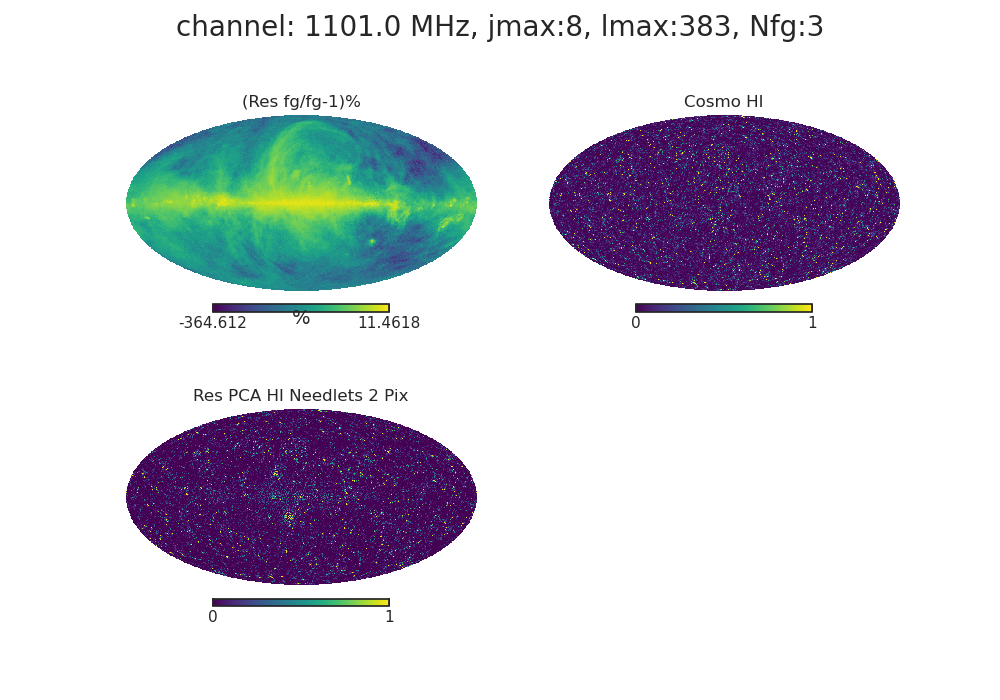 channel: 1101.0 MHz, jmax:8, lmax:383, Nfg:3
(Res fg/fg-1)%
Cosmo HI
-364.612
%
11.4618
0
1
Res PCA HI Needlets 2 Pix
0
1